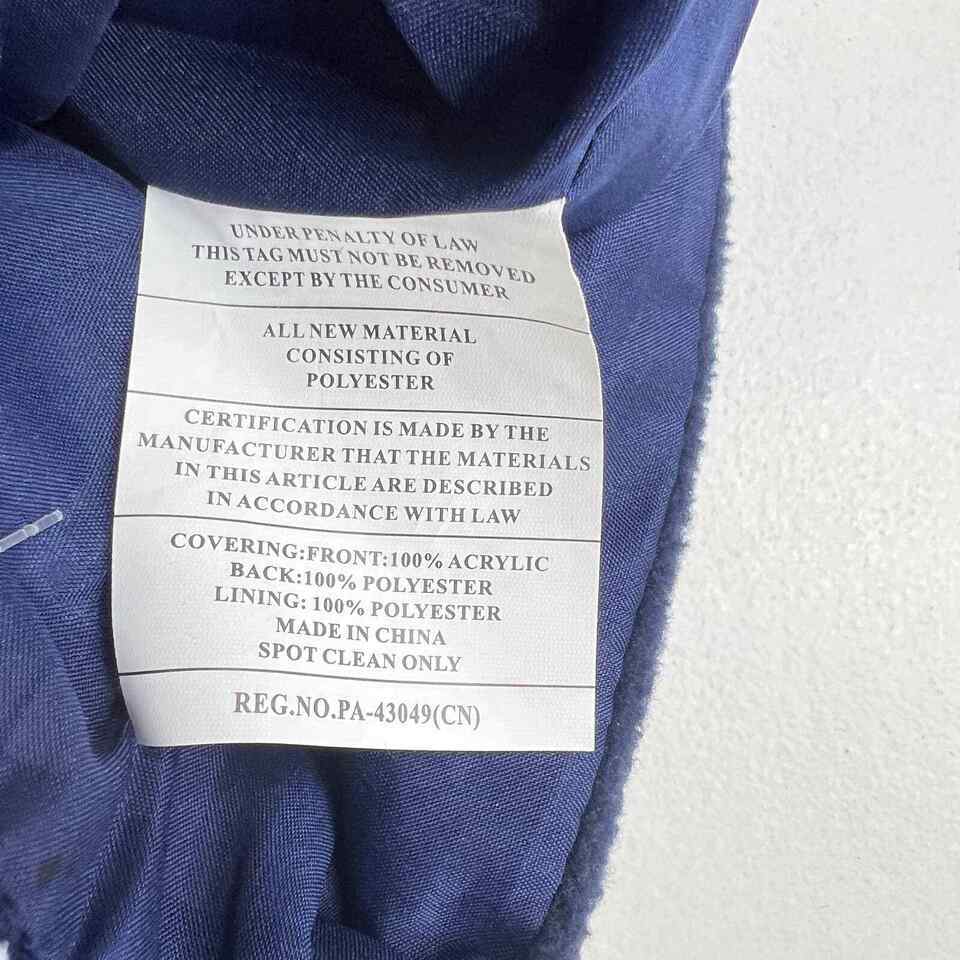 UNDER PENALTY OF LAW
THIS TAG MUST NOT BE REMOVED
EXCEPT BY THE CONSUMER
ALL NEW MATERIAL
CONSISTING OF
POLYESTER
CERTIFICATION IS MADE BY THE
MANUFACTURER THAT THE MATERIALS
IN THIS ARTICLE ARE DESCRIBED
IN ACCORDANCE WITH LAW
COVERING:FRONT:100% ACRYLIC
BACK:100% POLYESTER
LINING: 100% POLYESTER
MADE IN CHINA
SPOT CLEAN ONLY
REG.NO.PA-43049(CN)